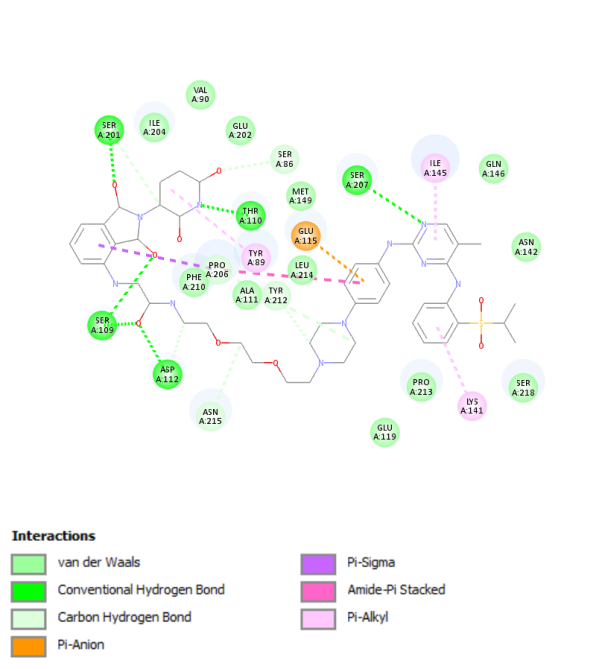 VAL
A:90
SER
A:201
ILE
A:204
GLU
A:202
SER
A:86
SER
A:207
ILE
A:145
GLN
A:146
MET
A:149
THR
A:110
GLU
A:115
ASN
A:142
TYR
A:89
PRO
A:206
LEU
A:214
PHE
A:210
ALA
A:111
TYR
A:212
SER
A:109
ASP
A:112
ASN
A:215
PRO
A:213
SER
A:218
LYS
A:141
GLU
A:119
O
N
O
O
N
O
N
O
N
O
O
N
N
N
N
N
N
O
S
O
Interactions
van der Waals
Conventional Hydrogen Bond
Carbon Hydrogen Bond
Pi-Anion
Pi-Sigma
Amide-Pi Stacked
Pi-Alkyl